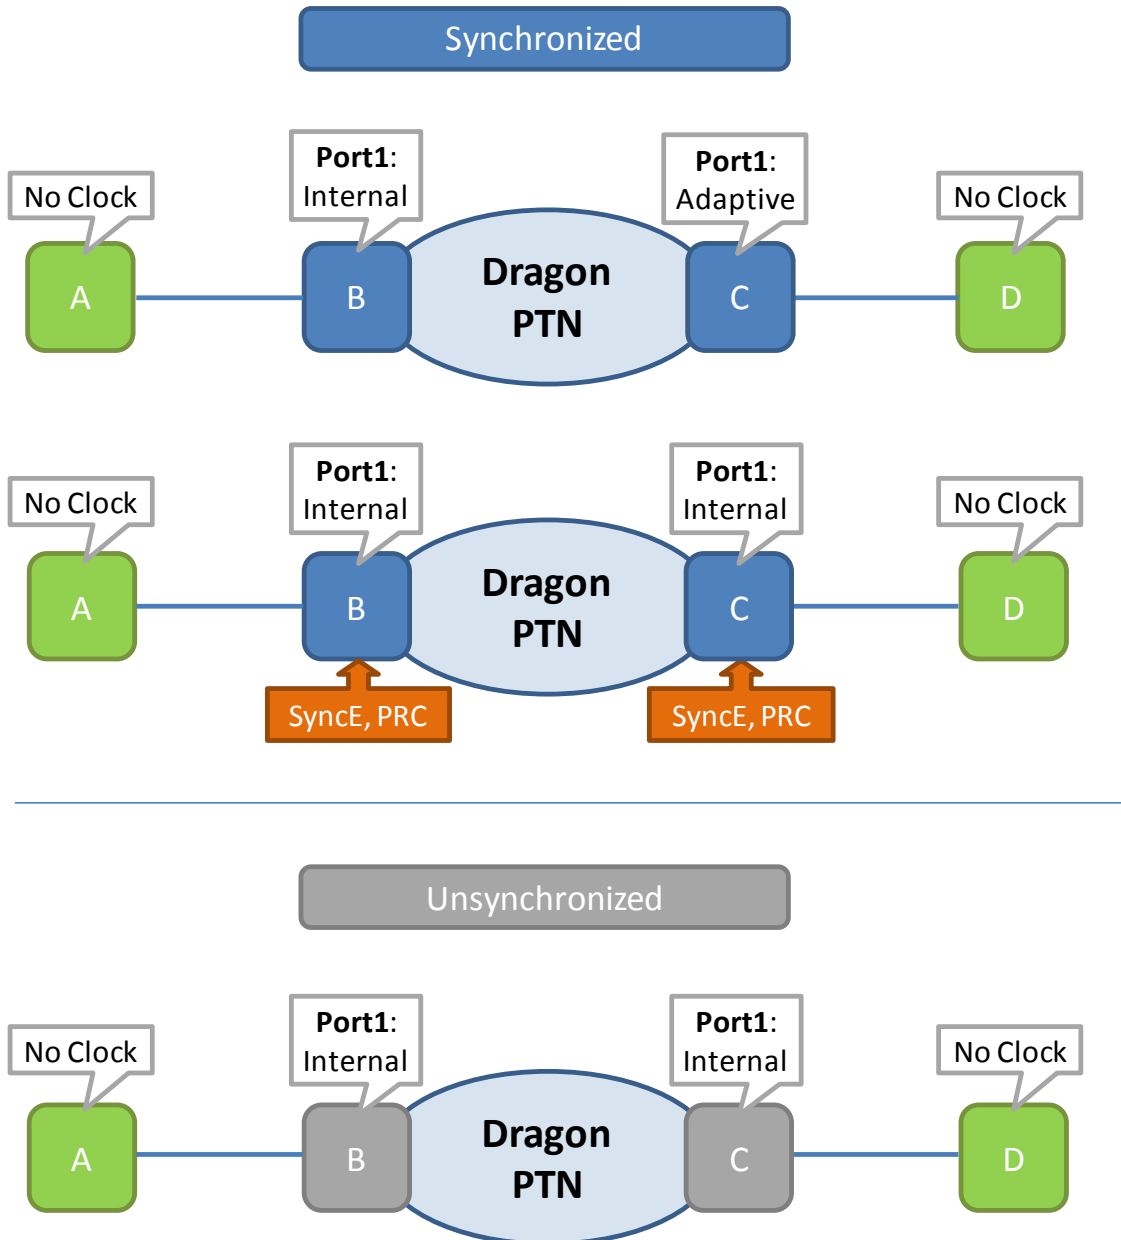 Synchronized
Port1:
Internal
Port1:
Adaptive
No Clock
No Clock
A
B
Dragon
PTN
C
D
Port1:
Internal
Port1:
Internal
No Clock
No Clock
A
B
Dragon
PTN
C
D
SyncE, PRC
SyncE, PRC
Unsynchronized
Port1:
Internal
Port1:
Internal
No Clock
No Clock
A
B
Dragon
PTN
C
D